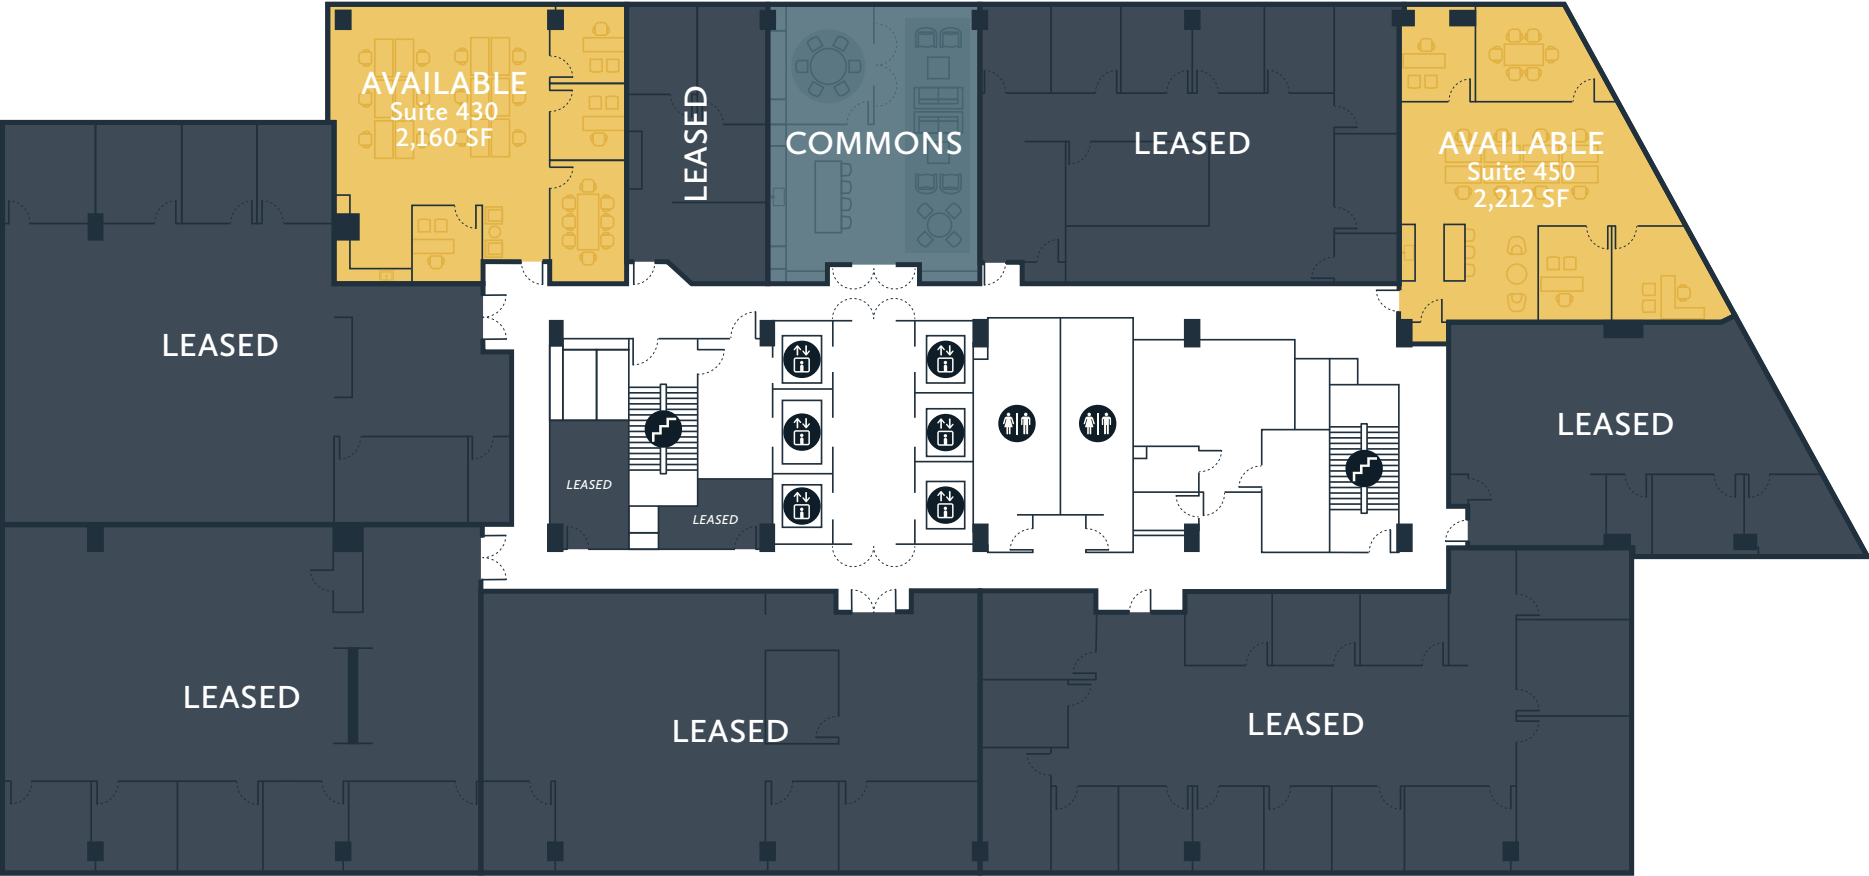 AVAILABLE
Suite 430
2,160 SF
LEASED
COMMONS
LEASED
AVAILABLE
Suite 450
2,212 SF
LEASED
LEASED
LEASED
LEASED
LEASED
LEASED
LEASED